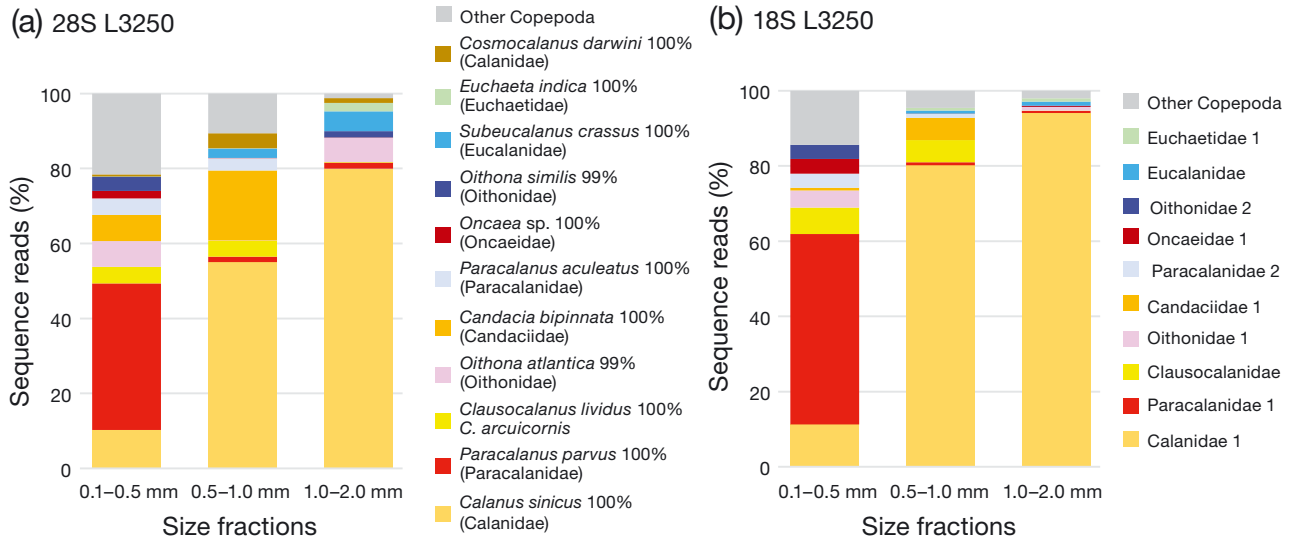 (a) 28S L3250
Sequence reads (%)
100
80
60
40
20
0
0.1–0.5 mm 0.5–1.0 mm 1.0–2.0 mm
Size fractions
Other Copepoda
Cosmocalanus darwini 100%
(Calanidae)
Euchaeta indica 100%
(Euchaetidae)
Subeucalanus crassus 100%
(Eucalanidae)
Oithona similis 99%
(Oithonidae)
Oncaea sp. 100%
(Oncaeidae)
Paracalanus aculeatus 100%
(Paracalanidae)
Candacia bipinnata 100%
(Candaciidae)
Oithona atlantica 99%
(Oithonidae)
Clausocalanus lividus 100%
C. arcuicornis
Paracalanus parvus 100%
(Paracalanidae)
Calanus sinicus 100%
(Calanidae)
(b) 18S L3250
Sequence reads (%)
100
80
60
40
20
0
0.1–0.5 mm 0.5–1.0 mm 1.0–2.0 mm
Size fractions
Other Copepoda
Euchaetidae 1
Eucalanidae
Oithonidae 2
Oncaeidae 1
Paracalanidae 2
Candaciidae 1
Oithonidae 1
Clausocalanidae
Paracalanidae 1
Calanidae 1